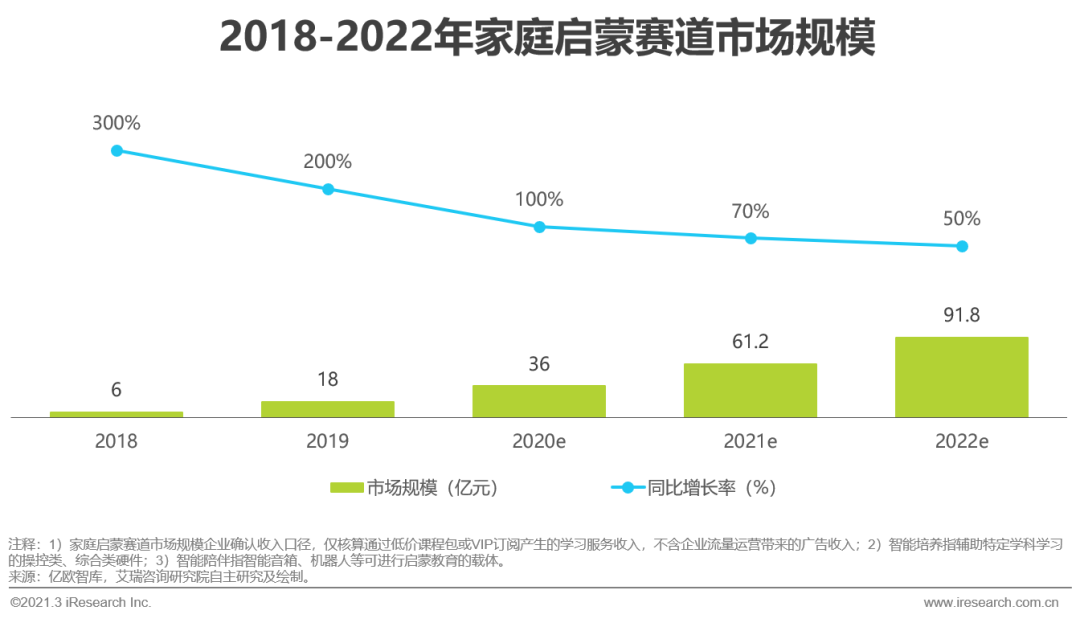 2018-2022年家庭启蒙赛道市场规模
300%
200%
100%
70%
50%
6
18
36
61.2
91.8
2018
2019
2020e
2021e
2022e
市场规模（亿元）
同比增长率（%）
注释：1）家庭启蒙赛道市场规模企业确认收入口径，仅核算通过低价课程包或VIP订阅产生的学习服务收入，不含企业流量运营带来的广告收入；2）智能培养指辅助特定学科学习
的操控类、综合类硬件；3）智能陪伴指智能音箱、机器人等可进行启蒙教育的载体。
来源：亿欧智库，艾瑞咨询研究院自主研究及绘制。
©2021.3 iResearch Inc.
www.iresearch.com.cn